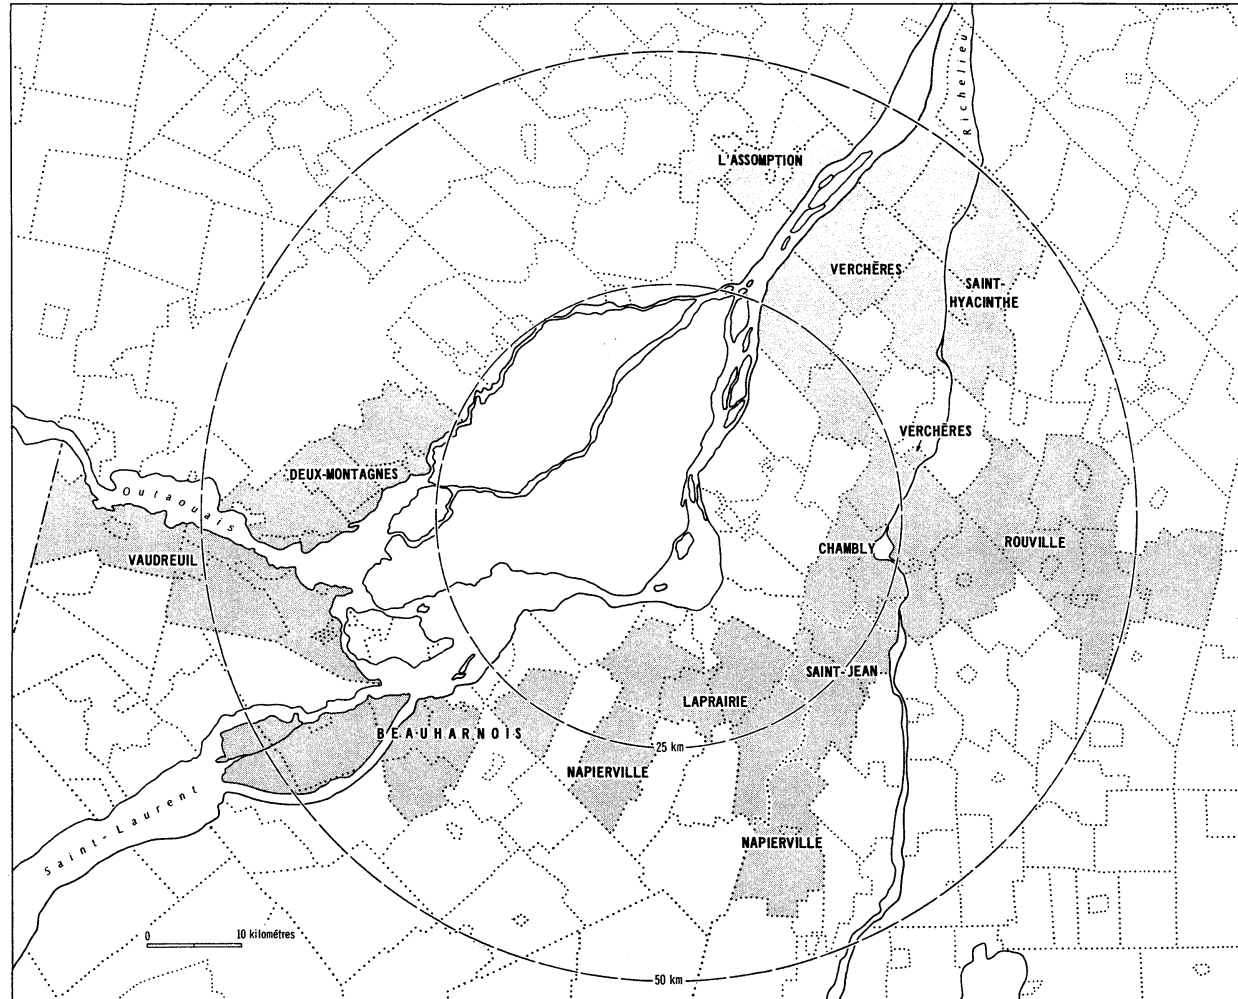 Richelieu
L'ASSOMPTION
VERCHÈRES
SAINT-
HYACINTHE
VERCHÈRES
DEUX-MONTAGNES
Outaouais
VAUDREUIL
CHAMBLY
ROUVILLE
SAINT-JEAN
LAPRAIRIE
BEAUHARNOIS
25 km
NAPIERVILLE
Saint-Laurent
NAPIERVILLE
0 10 kilométres
50 km